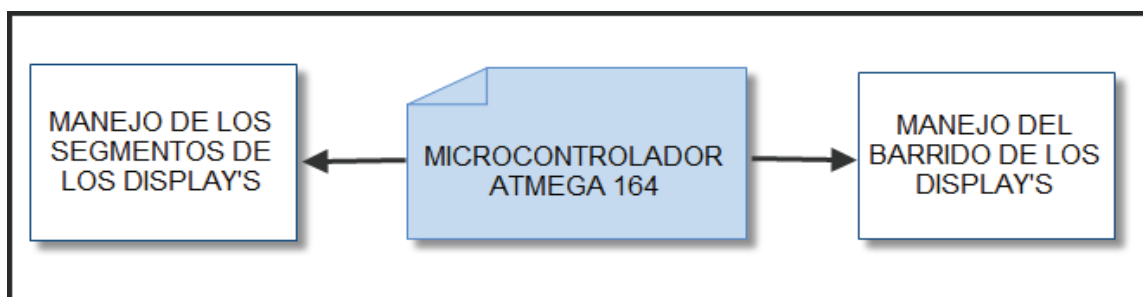 MANEJO DE LOS
SEGMENTOS DE
LOS DISPLAY'S
MICROCONTROLADOR
ATMEGA 164
MANEJO DEL
BARRIDO DE LOS
DISPLAY'S